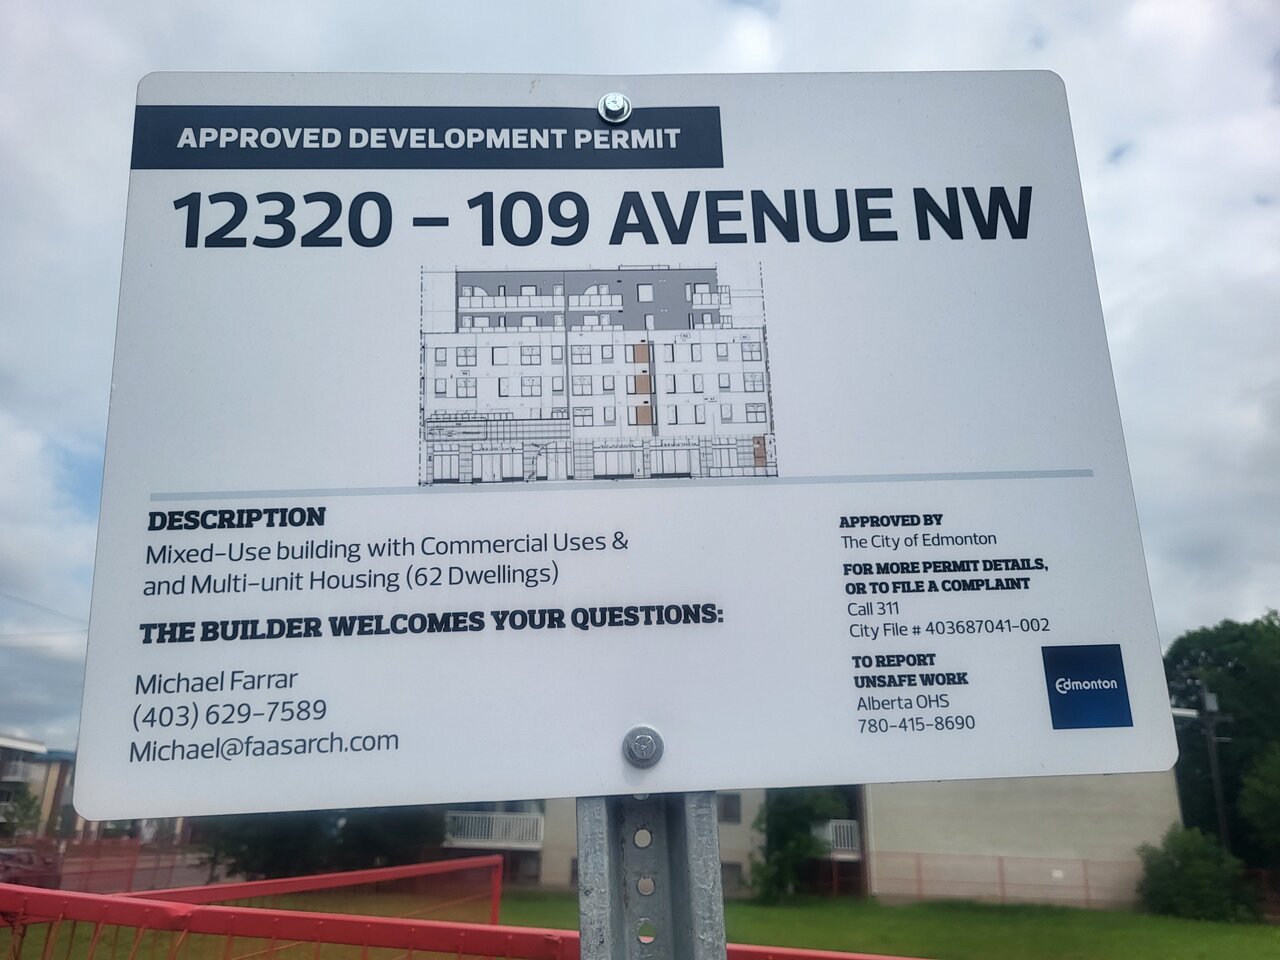 APPROVED DEVELOPMENT PERMIT
12320 – 109 AVENUE NW
DESCRIPTION
Mixed-Use building with Commercial Uses &
and Multi-unit Housing (62 Dwellings)
THE BUILDER WELCOMES YOUR QUESTIONS:
Michael Farrar
(403) 629-7589
Michael@faasarch.com
APPROVED BY
The City of Edmonton
FOR MORE PERMIT DETAILS,
OR TO FILE A COMPLAINT
Call 311
City File # 403687041-002
TO REPORT
UNSAFE WORK
Alberta OHS
780-415-8690
Edmonton